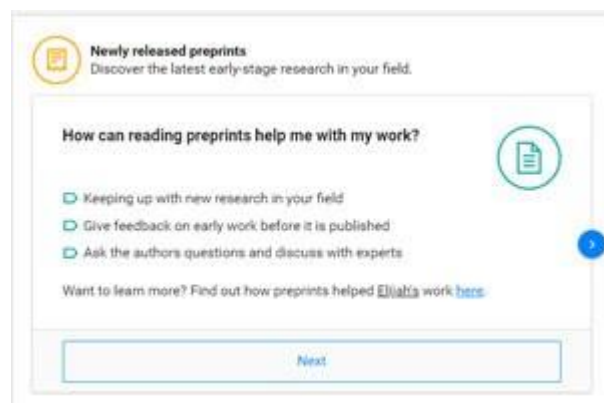 Newly released preprints
Discover the latest early-stage research in your field.
How can reading preprints help me with my work?
Keeping up with new research in your field
Give feedback on early work before it is published
Ask the authors questions and discuss with experts
Want to learn more? Find out how preprints helped Elijah's work here.
Next